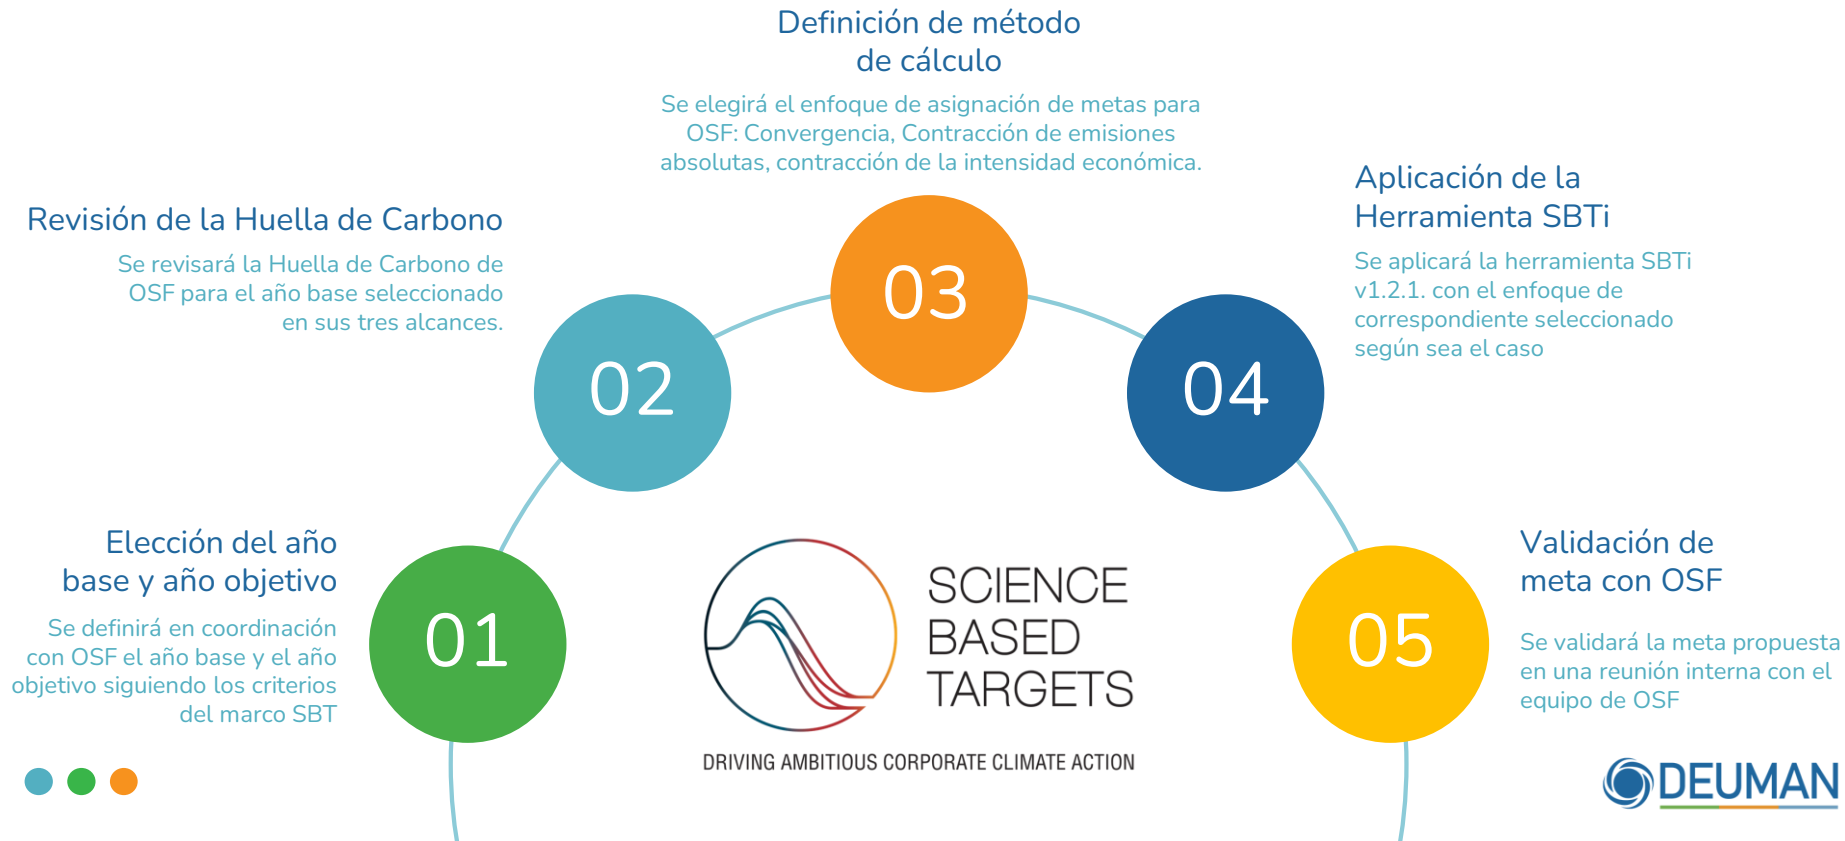 Definición de método
de cálculo
Se elegirá el enfoque de asignación de metas para
OSF: Convergencia, Contracción de emisiones
absolutas, contracción de la intensidad económica.
03
Revisión de la Huella de Carbono
Se revisará la Huella de Carbono de
OSF para el año base seleccionado
en sus tres alcances.
02
Aplicación de la
Herramienta SBTi
Se aplicará la herramienta SBTi
v1.2.1. con el enfoque de
correspondiente seleccionado
según sea el caso
04
Elección del año
base y año objetivo
Se definirá en coordinación
con OSF el año base y el año
objetivo siguiendo los criterios
del marco SBT
01
SCIENCE
BASED
TARGETS
DRIVING AMBITIOUS CORPORATE CLIMATE ACTION
05
Validación de
meta con OSF
Se validará la meta propuesta
en una reunión interna con el
equipo de OSF
DEUMAN